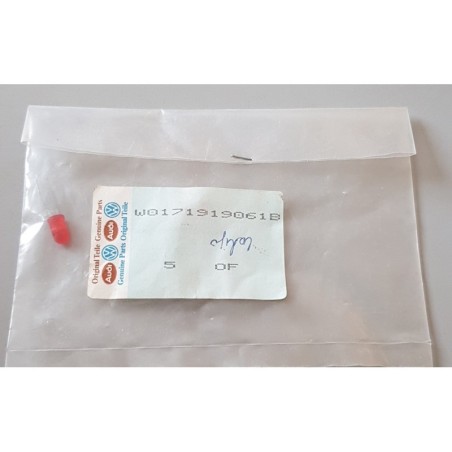 Original Teile Genuine Parts
Audi
Audi
Genuine Parts Original Teile
W0171919061B
5 OF